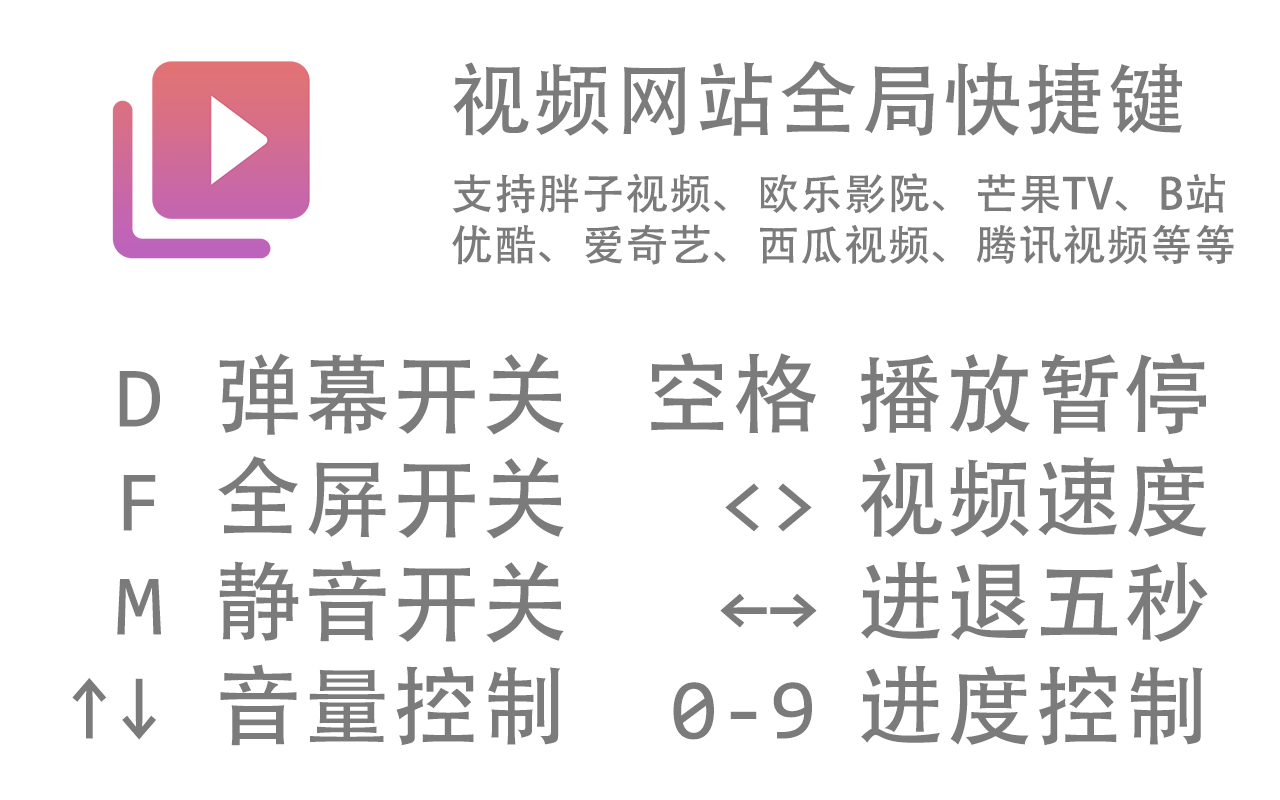 视频网站全局快捷键
支持胖子视频、欧乐影院、芒果TV、B站
优酷、爱奇艺、西瓜视频、腾讯视频等等
D 弹幕开关 空格 播放暂停
F 全屏开关 <> 视频速度
M 静音开关 ←→ 进退五秒
↑↓ 音量控制 0-9 进度控制